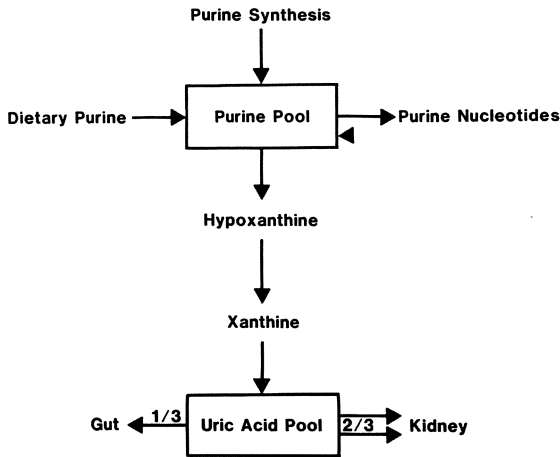 Purine Synthesis
Dietary Purine
Purine Pool
Purine Nucleotides
Hypoxanthine
Xanthine
Gut
1/3
Uric Acid Pool
2/3
Kidney